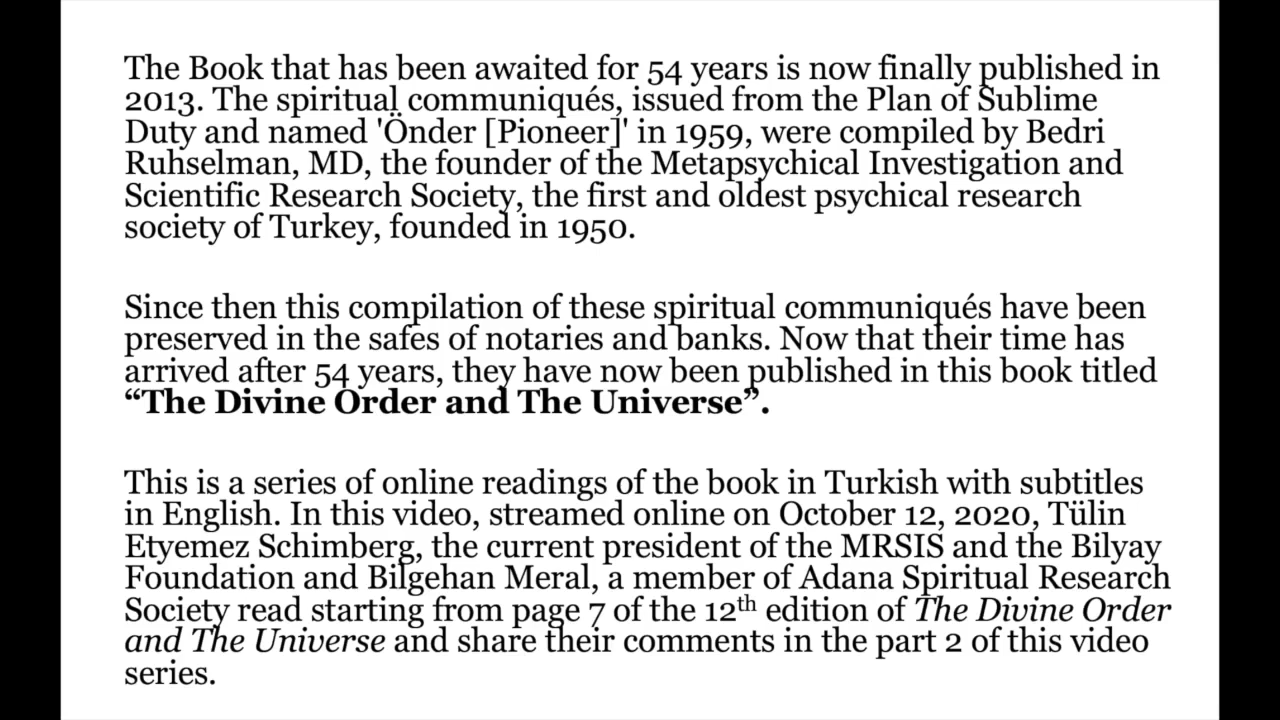 The Book that has been awaited for 54 years is now finally published in
2013. The spiritual communiqués, issued from the Plan of Sublime
Duty and named 'Önder [Pioneer]' in 1959, were compiled by Bedri
Ruhselman, MD, the founder of the Metapsychical Investigation and
Scientific Research Society, the first and oldest psychical research
society of Turkey, founded in 1950.
Since then this compilation of these spiritual communiqués have been
preserved in the safes of notaries and banks. Now that their time has
arrived after 54 years, they have now been published in this book titled
“The Divine Order and The Universe”.
This is a series of online readings of the book in Turkish with subtitles
in English. In this video, streamed online on October 12, 2020, Tülin
Etyemez Schimberg, the current president of the MRSIS and the Bilyay
Foundation and Bilgehan Meral, a member of Adana Spiritual Research
Society read starting from page 7 of the 12th edition of The Divine Order
and The Universe and share their comments in the part 2 of this video
series.